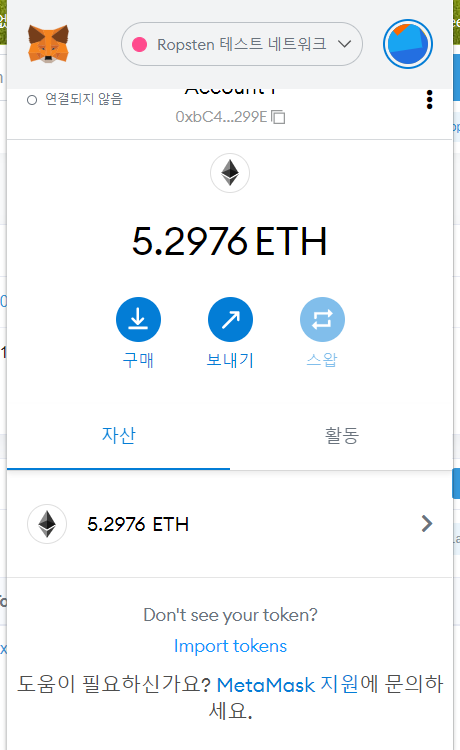 Ropsten 테스트 네트워크
연결되지 않음
Account 1
0xbC4...299E
5.2976 ETH
구매
보내기
스왑
자산
활동
5.2976 ETH
Don't see your token?
Import tokens
도움이 필요하신가요? MetaMask 지원에 문의하
세요.